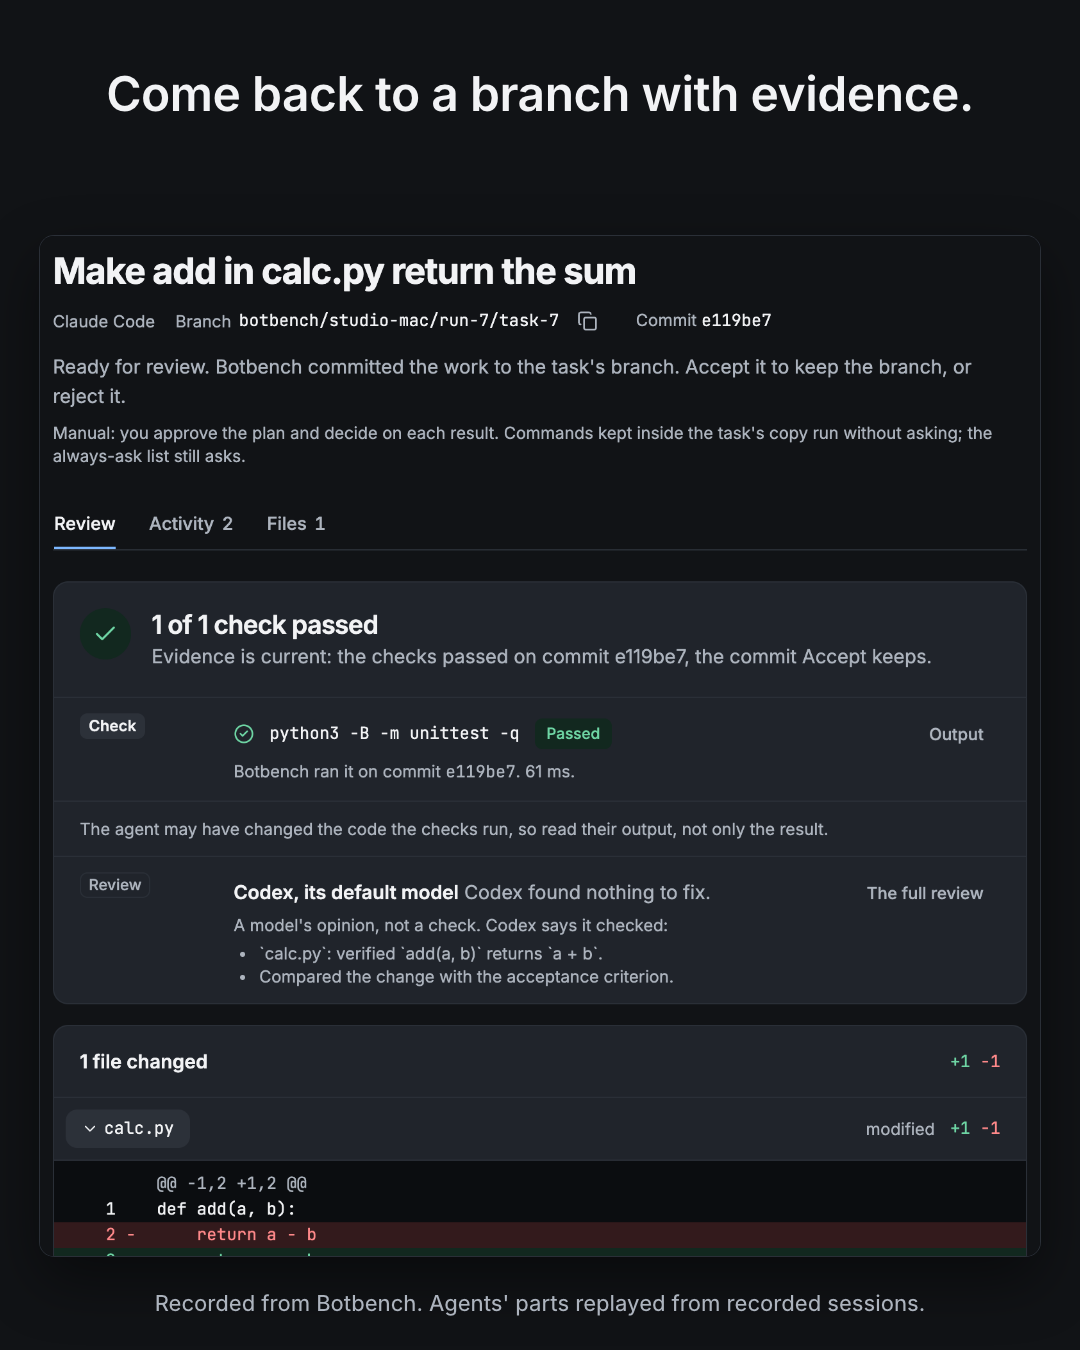 Come back to a branch with evidence.
Make add in calc.py return the sum
Claude Code Branch botbench/studio-mac/run-7/task-7 Commit e119be7
Ready for review. Botbench committed the work to the task's branch. Accept it to keep the branch, or
reject it.
Manual: you approve the plan and decide on each result. Commands kept inside the task's copy run without asking; the
always-ask list still asks.
Review Activity 2 Files 1
1 of 1 check passed
Evidence is current: the checks passed on commit e119be7, the commit Accept keeps.
Check python3 -B -m unittest -q Passed Output
Botbench ran it on commit e119be7. 61 ms.
The agent may have changed the code the checks run, so read their output, not only the result.
Review Codex, its default model Codex found nothing to fix. The full review
A model's opinion, not a check. Codex says it checked:
• `calc.py`: verified `add(a, b)` returns `a + b`.
• Compared the change with the acceptance criterion.
1 file changed +1 -1
calc.py modified +1 -1
@@ -1,2 +1,2 @@
1 def add(a, b):
2 - return a - b
Recorded from Botbench. Agents' parts replayed from recorded sessions.